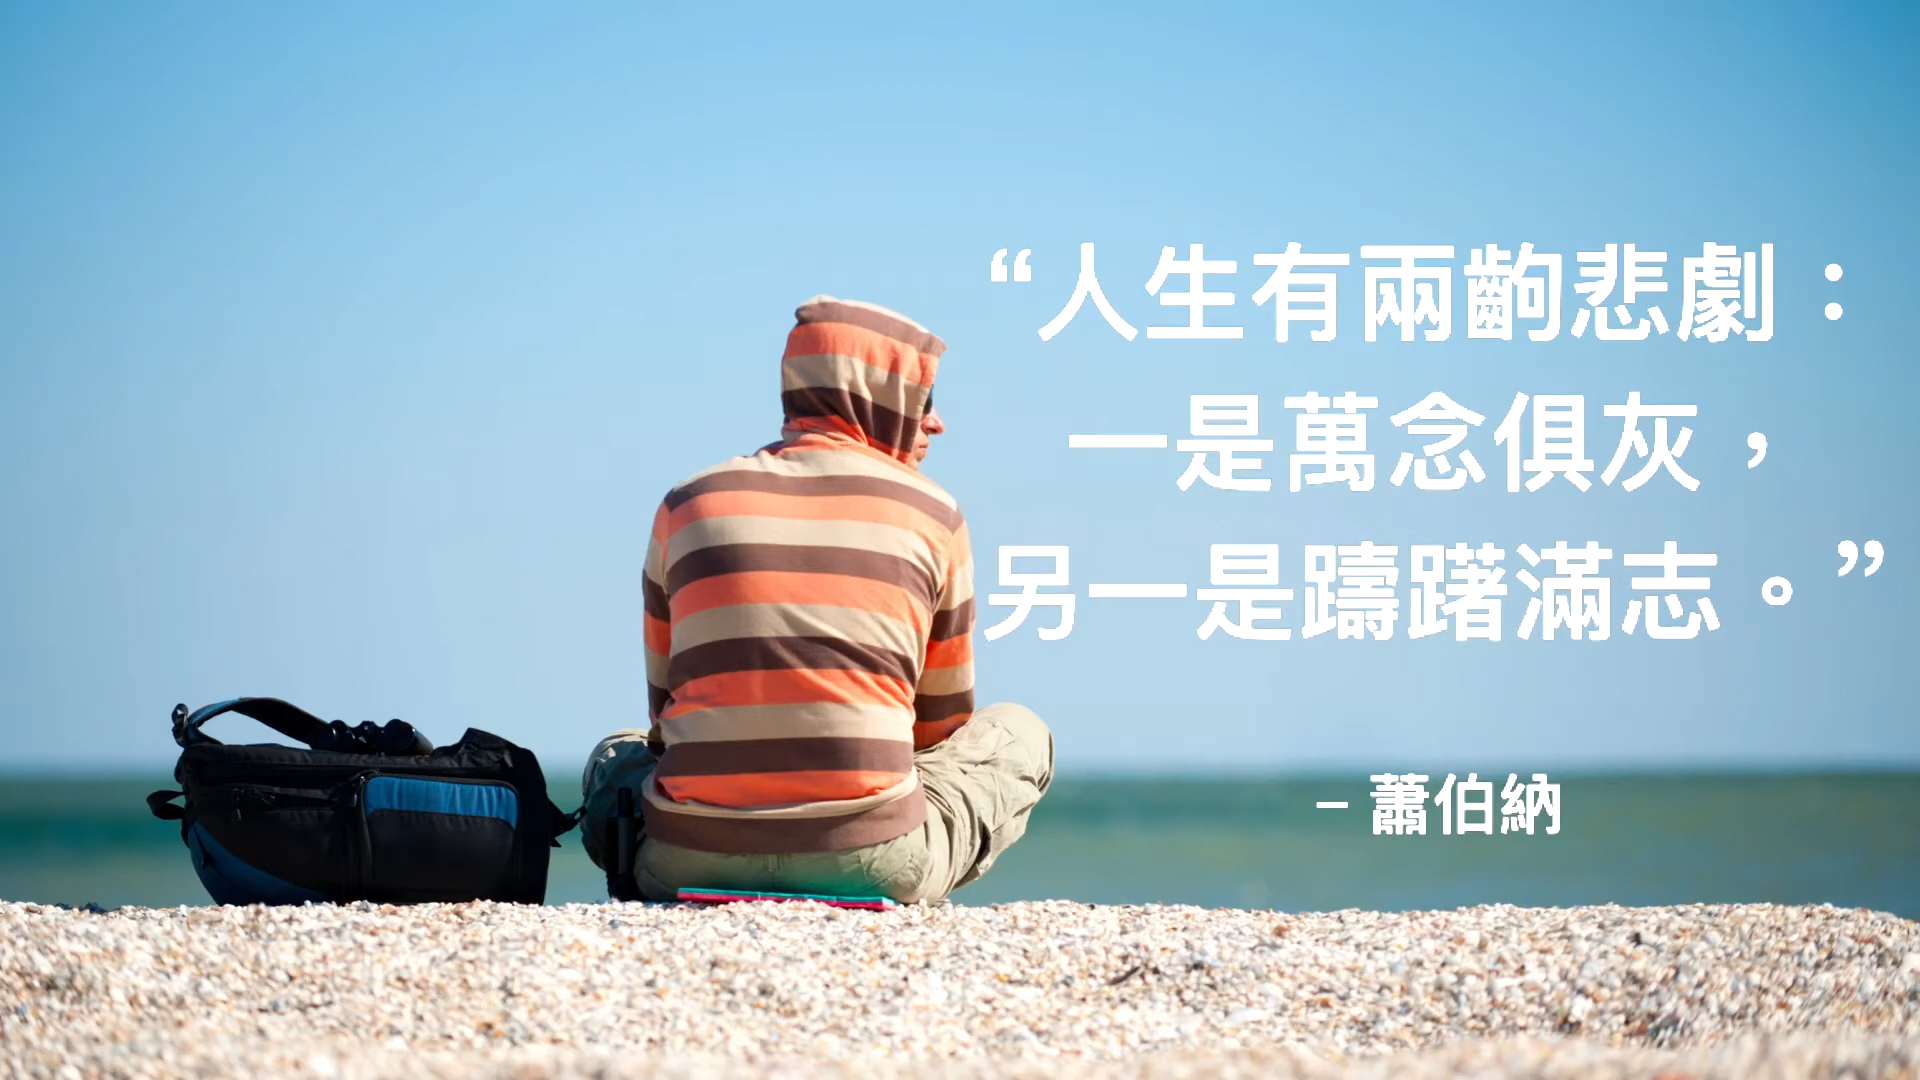 “人生有兩齣悲劇：
一是萬念俱灰，
另一是躊躇滿志。”
– 蕭伯納